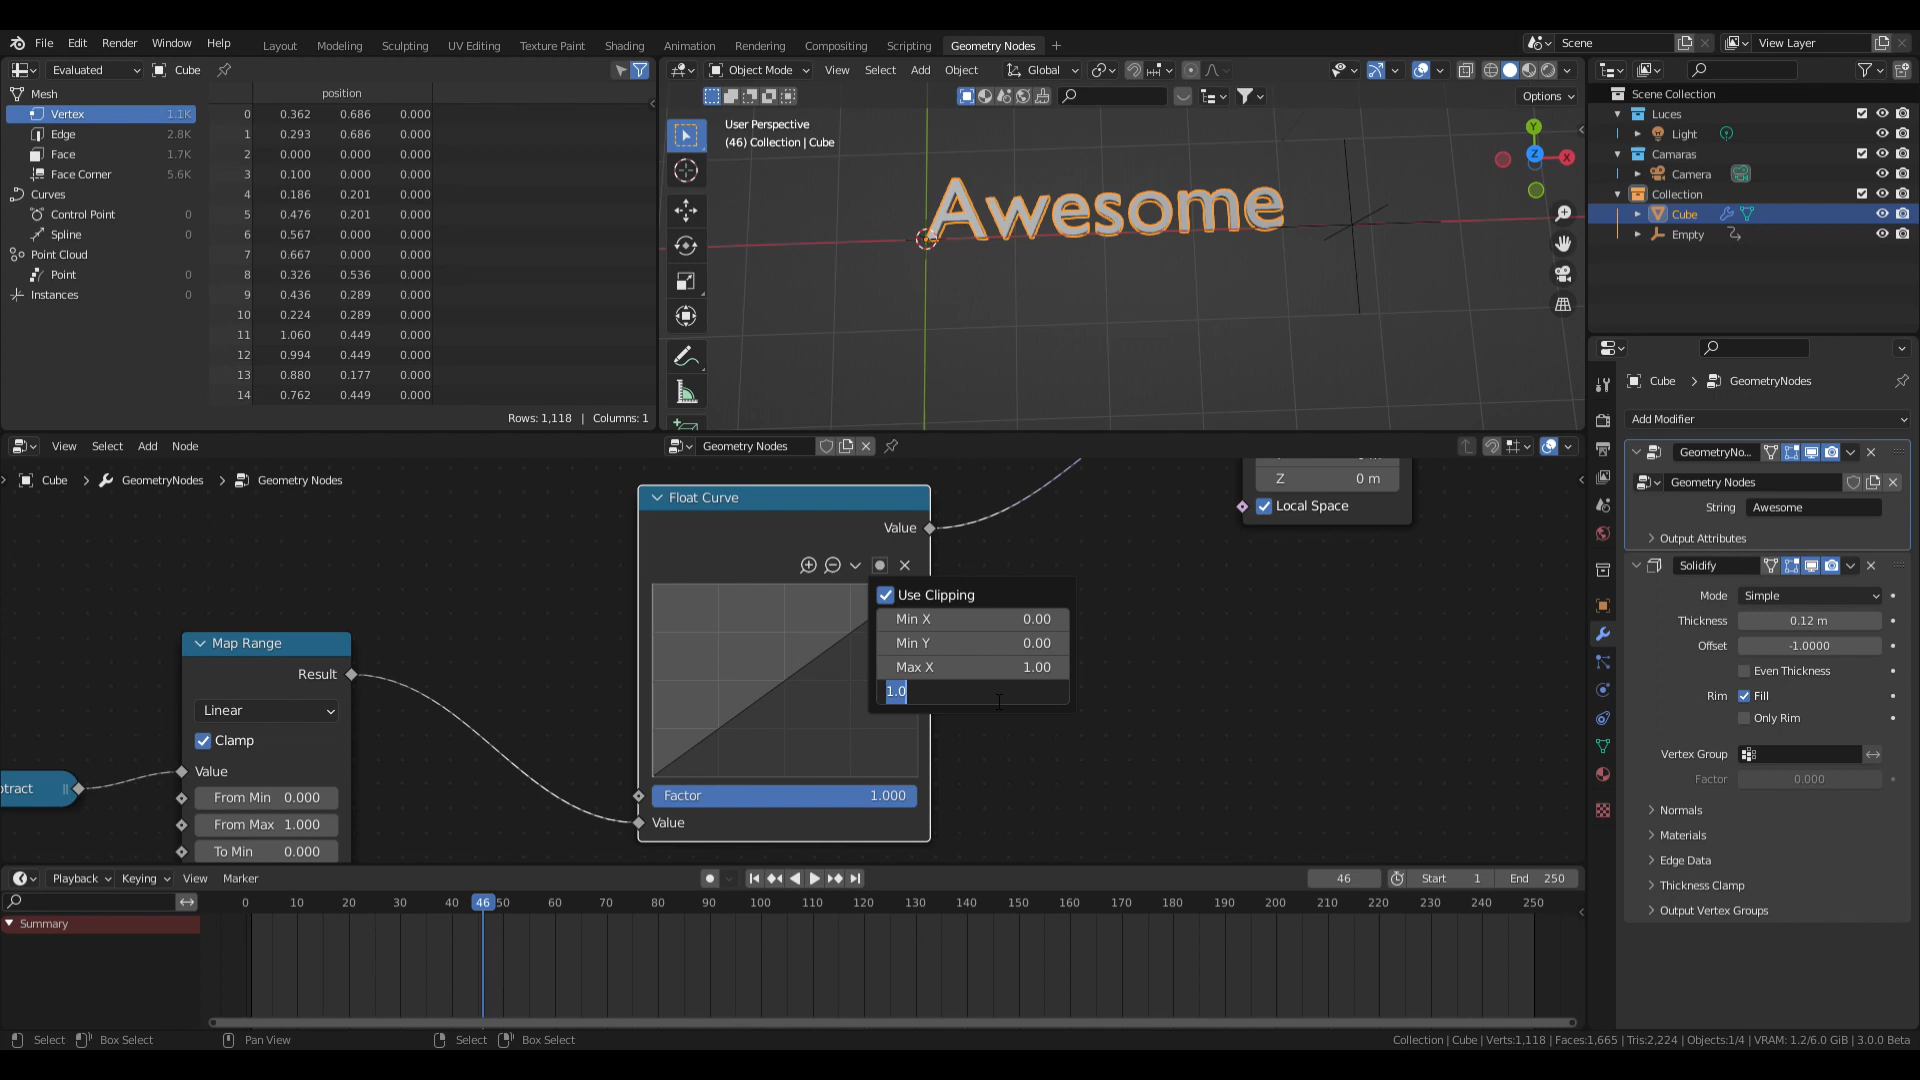 File Edit Render Window Help Layout Modeling Sculpting UV Editing Texture Paint Shading Animation Rendering Compositing Scripting Geometry Nodes + Scene View Layer
Evaluated Cube
Object Mode View Select Add Object Global
Options
Mesh
Vertex 1.1K
Edge 2.8K
Face 1.7K
Face Corner 5.6K
Curves
Control Point 0
Spline 0
Point Cloud
Point 0
Instances 0
position
0 0.362 0.686 0.000
1 0.293 0.686 0.000
2 0.000 0.000 0.000
3 0.100 0.000 0.000
4 0.186 0.201 0.000
5 0.476 0.201 0.000
6 0.567 0.000 0.000
7 0.667 0.000 0.000
8 0.326 0.536 0.000
9 0.436 0.289 0.000
10 0.224 0.289 0.000
11 1.060 0.449 0.000
12 0.994 0.449 0.000
13 0.880 0.177 0.000
14 0.762 0.449 0.000
Rows: 1,118 | Columns: 1
User Perspective
(46) Collection | Cube
Awesome
Y
Z
X
Scene Collection
Luces
Light
Camaras
Camera
Collection
Cube
Empty
Cube > GeometryNodes
Add Modifier
GeometryNo...
Geometry Nodes
String Awesome
Output Attributes
Solidify
Mode Simple
Thickness 0.12 m
Offset -1.0000
Even Thickness
Rim Fill
Only Rim
Vertex Group
Factor 0.000
Normals
Materials
Edge Data
Thickness Clamp
Output Vertex Groups
View Select Add Node
Geometry Nodes
Cube > GeometryNodes > Geometry Nodes
Z 0 m
Local Space
Float Curve
Value
Use Clipping
Min X 0.00
Min Y 0.00
Max X 1.00
1.0
Factor 1.000
Value
Map Range
Result
Linear
Clamp
Value
From Min 0.000
From Max 1.000
To Min 0.000
tract
Playback Keying View Marker
46 Start 1 End 250
0 10 20 30 40 46 50 60 70 80 90 100 110 120 130 140 150 160 170 180 190 200 210 220 230 240 250
Summary
Select Box Select Pan View Select Box Select
Collection | Cube | Verts:1,118 | Faces:1,665 | Tris:2,224 | Objects:1/4 | VRAM: 1.2/6.0 GiB | 3.0.0 Beta